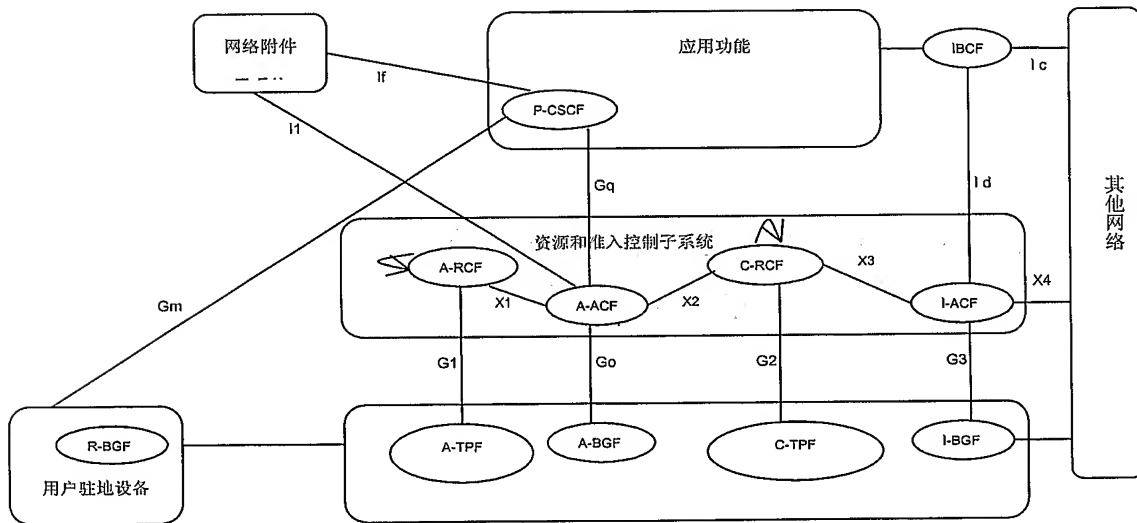 网络附件
应用功能
IBCF
If
I c
P-CSCF
I1
Gq
I d
其他网络
资源和准入控制子系统
A-RCF
C-RCF
X3
X1
A-ACF
X2
I-ACF
X4
Gm
G1
Go
G2
G3
R-BGF
A-TPF
A-BGF
C-TPF
I-BGF
用户驻地设备